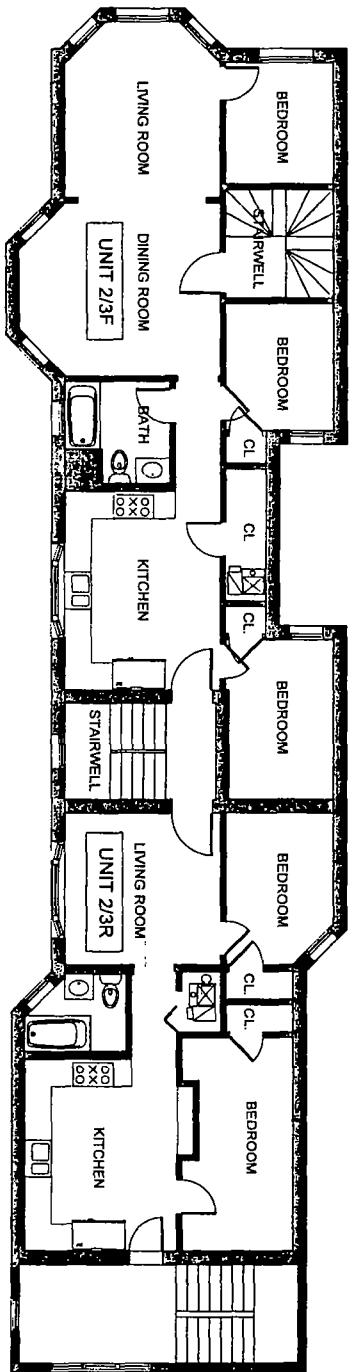 BEDROOM
LIVING ROOM
STAIRWELL
DINING ROOM
UNIT 2/3F
BEDROOM
BATH
CL.
CL.
KITCHEN
CL.
BEDROOM
STAIRWELL
LIVING ROOM
UNIT 2/3R
BEDROOM
CL.
CL.
BEDROOM
KITCHEN